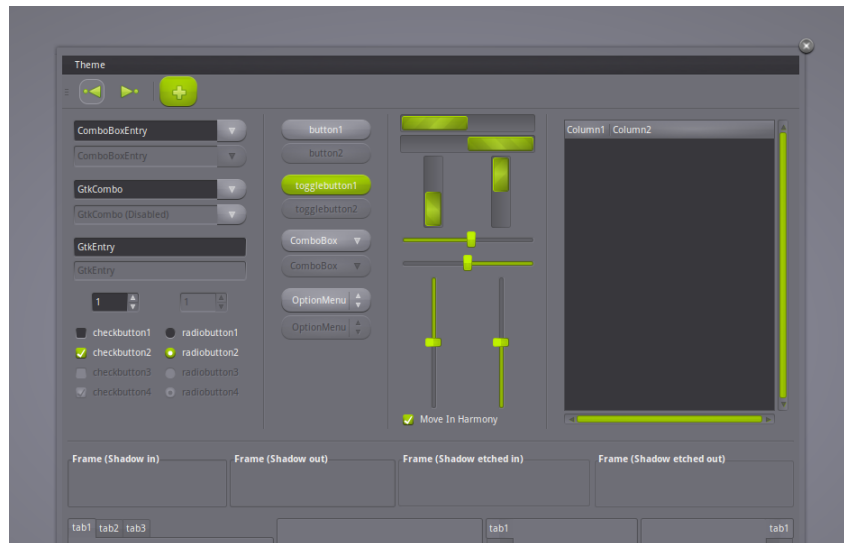 Theme
ComboBoxEntry
ComboBoxEntry
GtkCombo
GtkCombo (Disabled)
GtkEntry
GtkEntry
1 1
checkbutton1 radiobutton1
checkbutton2 radiobutton2
checkbutton3 radiobutton3
checkbutton4 radiobutton4
button1
button2
togglebutton1
togglebutton2
ComboBox
ComboBox
OptionMenu
OptionMenu
Move In Harmony
Column1 Column2
Frame (Shadow in) Frame (Shadow out) Frame (Shadow etched in) Frame (Shadow etched out)
tab1 tab2 tab3 tab1 tab1